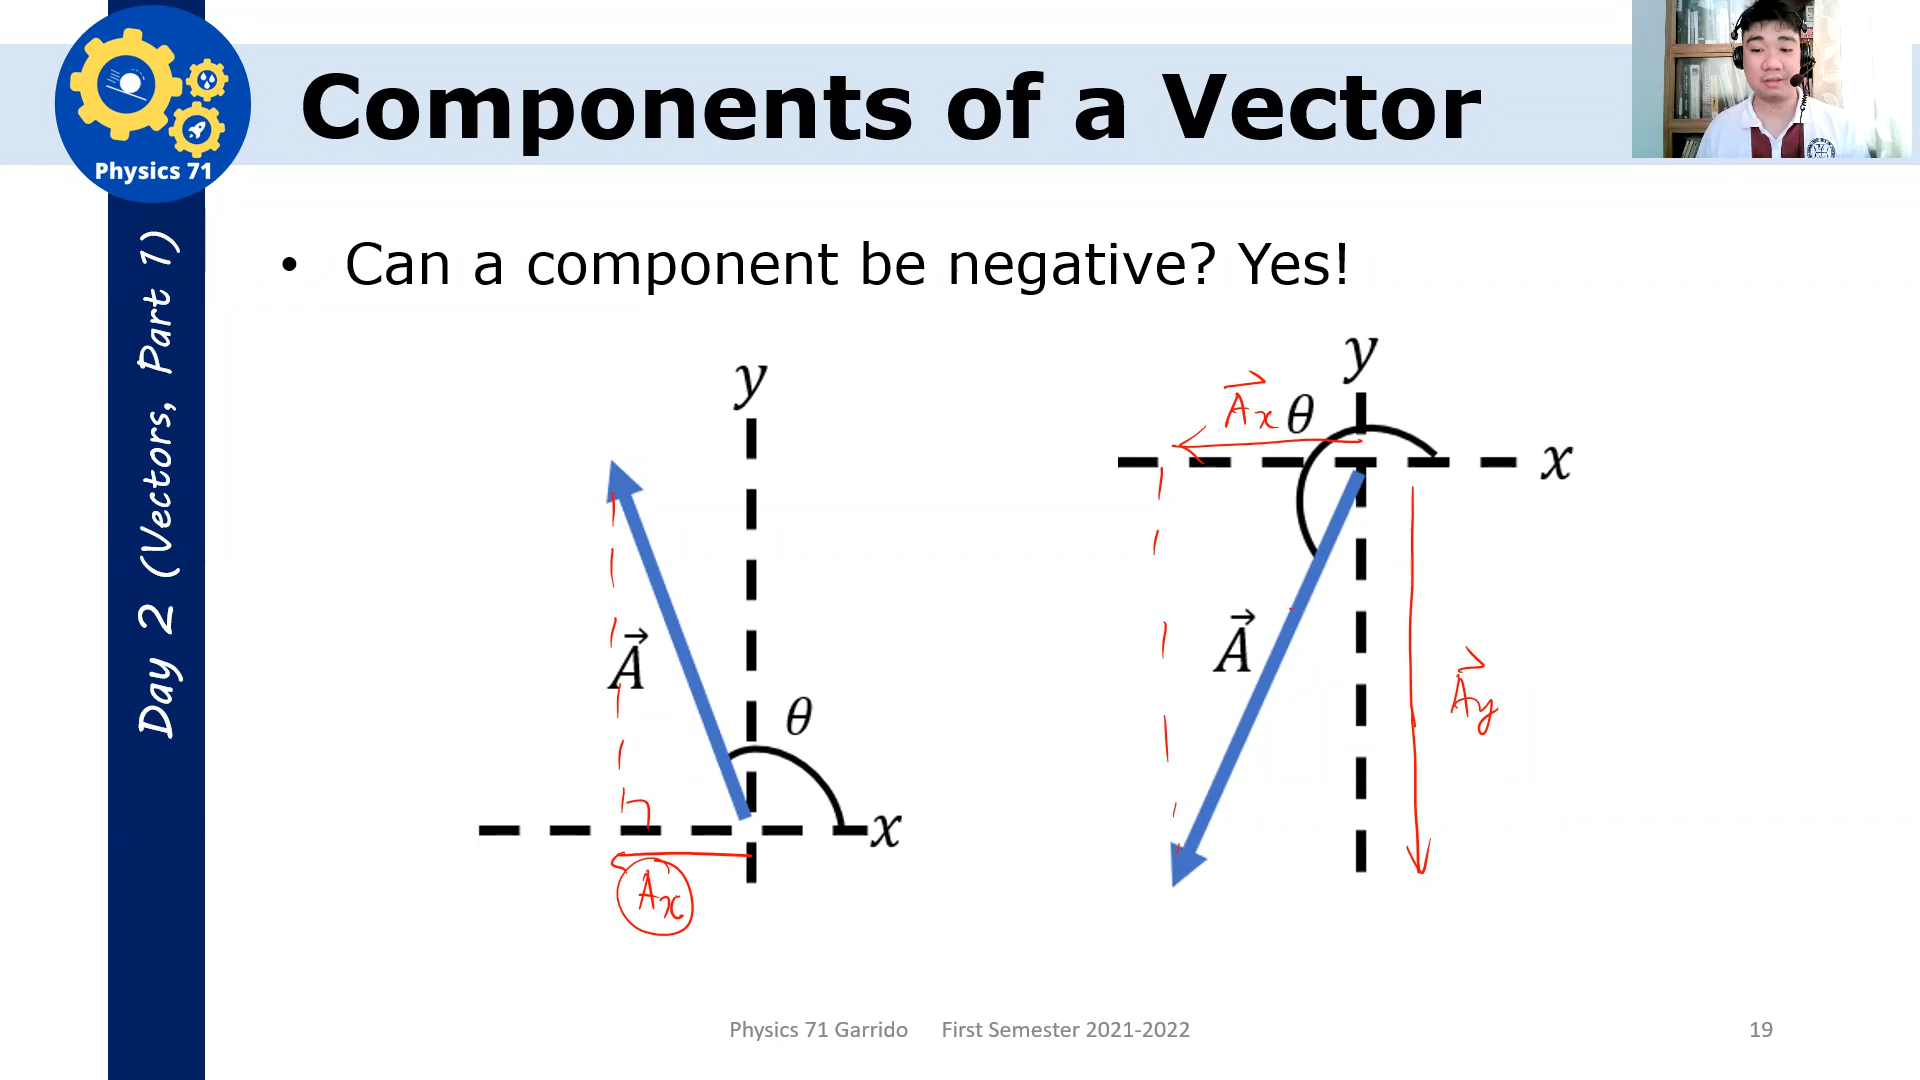 Components of a Vector
Physics 71
Day 2 (Vectors, Part 1)
• Can a component be negative? Yes!
y
A
θ
x
Ax
y
Ax
θ
x
A
Ay
Physics 71 Garrido First Semester 2021-2022
19